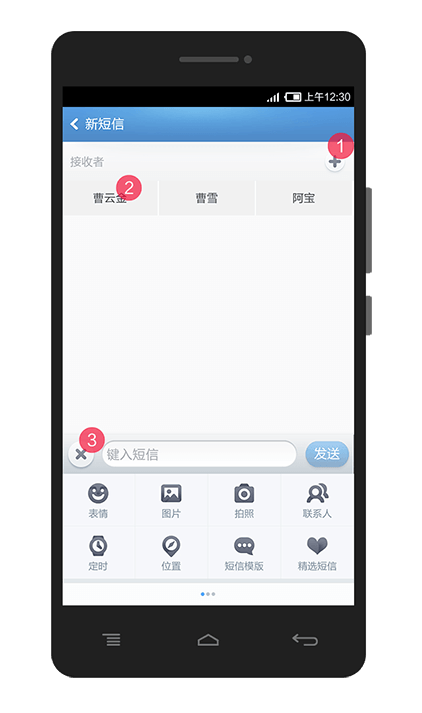 上午12:30
新短信
1
接收者
2
曹云金 曹雪 阿宝
3
键入短信 发送
表情 图片 拍照 联系人
定时 位置 短信模版 精选短信